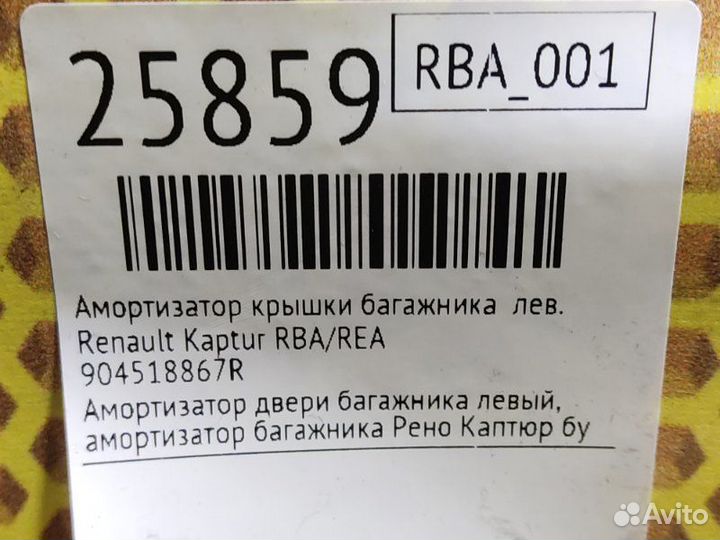 25859
RBA_001
Амортизатор крышки багажника лев.
Renault Kaptur RBA/REA
904518867R
Амортизатор двери багажника левый,
амортизатор багажника Рено Каптюр бу
Avito